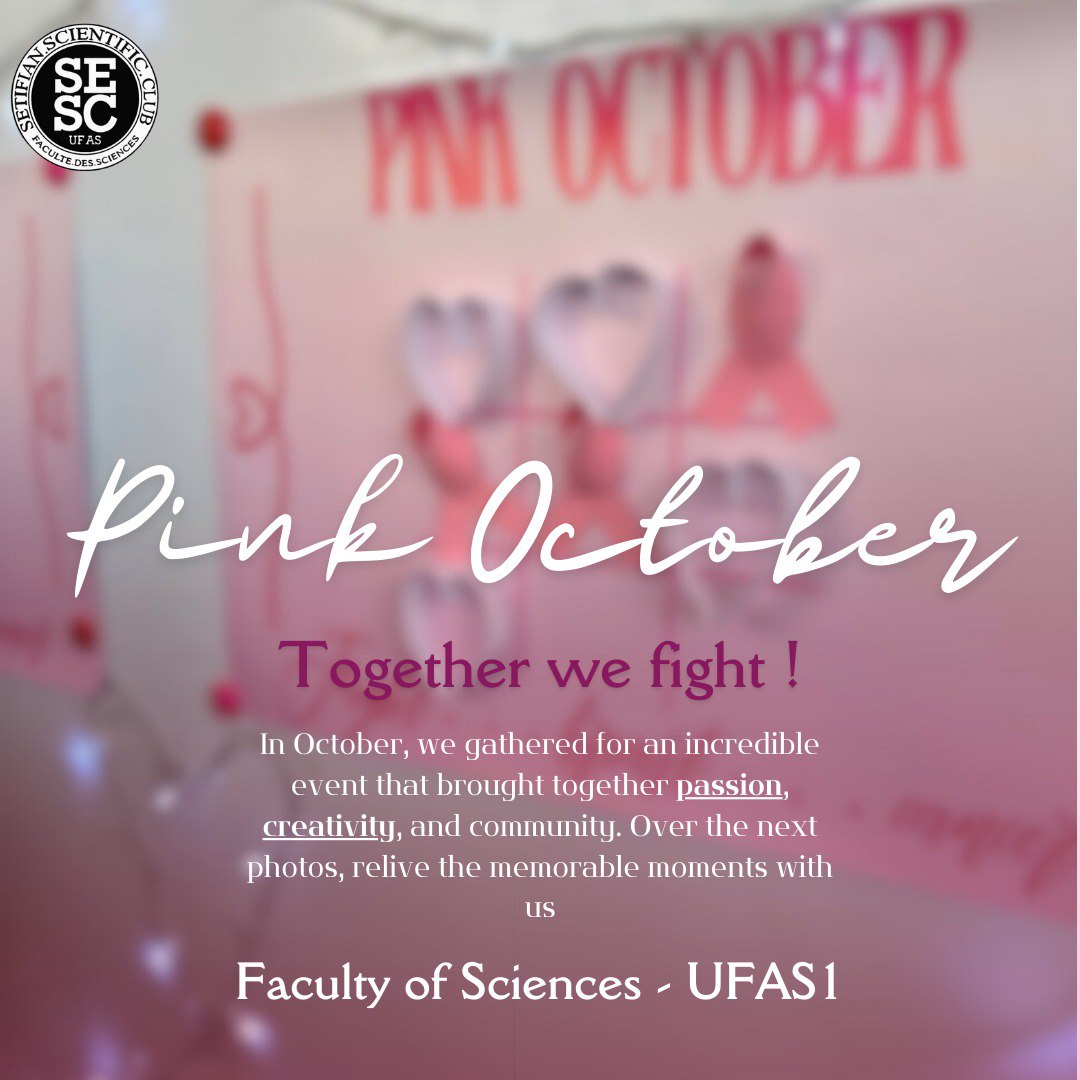 SETIFIAN.SCIENTIFIC.CLUB
SE
SC
UFAS
FACULTE.DES.SCIENCES
PINK OCTOBER
Pink October
Together we fight !
In October, we gathered for an incredible
event that brought together passion,
creativity, and community. Over the next
photos, relive the memorable moments with
us
Faculty of Sciences - UFAS1